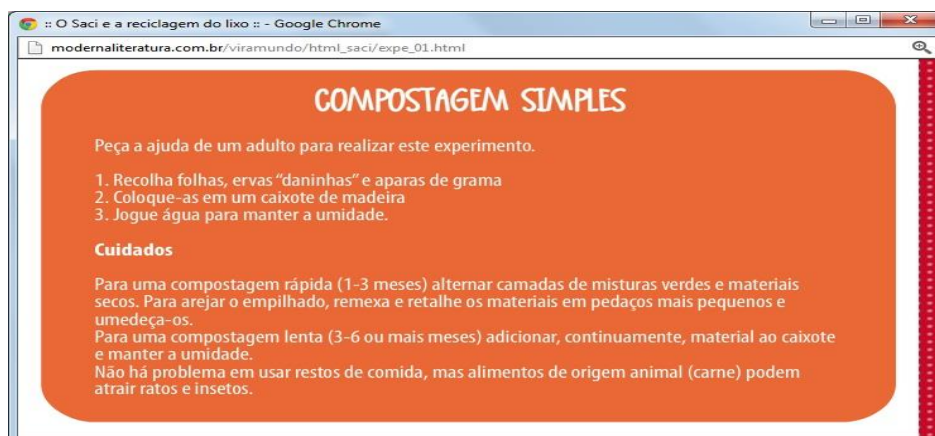 :: O Saci e a reciclagem do lixo :: - Google Chrome
modernaliteratura.com.br/viramundo/html_saci/expe_01.html
COMPOSTAGEM SIMPLES
Peça a ajuda de um adulto para realizar este experimento.
1. Recolha folhas, ervas “daninhas” e aparas de grama
2. Coloque-as em um caixote de madeira
3. Jogue água para manter a umidade.
Cuidados
Para uma compostagem rápida (1-3 meses) alternar camadas de misturas verdes e materiais
secos. Para arejar o empilhado, remexa e retalhe os materiais em pedaços mais pequenos e
umedeça-os.
Para uma compostagem lenta (3-6 ou mais meses) adicionar, continuamente, material ao caixote
e manter a umidade.
Não há problema em usar restos de comida, mas alimentos de origem animal (carne) podem
atrair ratos e insetos.